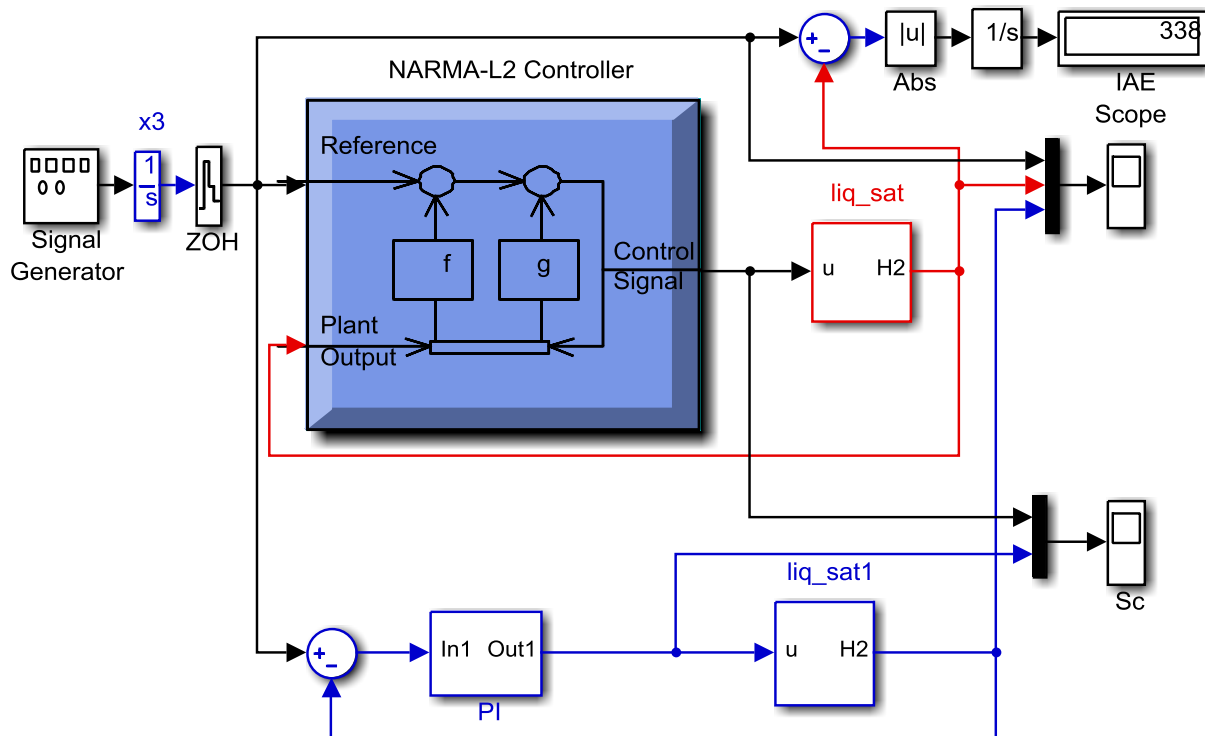 +
−
|u|
1/s
338
NARMA-L2 Controller
Abs
IAE
Scope
x3
Reference
1
s
liq_sat
Signal
Generator
ZOH
f
g
Control
Signal
u
H2
Plant
Output
liq_sat1
Sc
+
−
In1
Out1
u
H2
PI